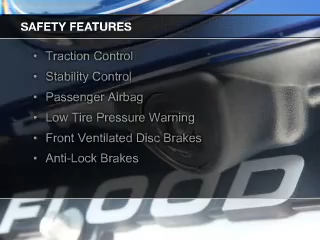 SAFETY FEATURES
• Traction Control
• Stability Control
• Passenger Airbag
• Low Tire Pressure Warning
• Front Ventilated Disc Brakes
• Anti-Lock Brakes
FLOOD